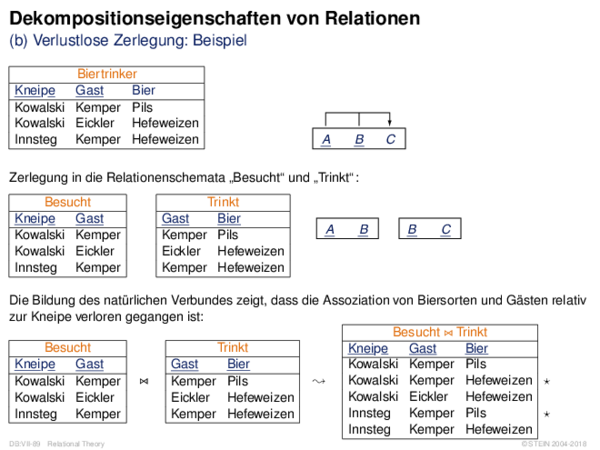 Dekompositionseigenschaften von Relationen
(b) Verlustlose Zerlegung: Beispiel
Biertrinker
Kneipe Gast Bier
Kowalski Kemper Pils
Kowalski Eickler Hefeweizen
Innsteg Kemper Hefeweizen
A B C
Zerlegung in die Relationenschemata „Besucht“ und „Trinkt“:
Besucht
Kneipe Gast
Kowalski Kemper
Kowalski Eickler
Innsteg Kemper
Trinkt
Gast Bier
Kemper Pils
Eickler Hefeweizen
Kemper Hefeweizen
A B
B C
Die Bildung des natürlichen Verbundes zeigt, dass die Assoziation von Biersorten und Gästen relativ
zur Kneipe verloren gegangen ist:
Besucht
Kneipe Gast
Kowalski Kemper
Kowalski Eickler
Innsteg Kemper
⋈
Trinkt
Gast Bier
Kemper Pils
Eickler Hefeweizen
Kemper Hefeweizen
⤳
Besucht ⋈ Trinkt
Kneipe Gast Bier
Kowalski Kemper Pils
Kowalski Kemper Hefeweizen ⋆
Kowalski Eickler Hefeweizen
Innsteg Kemper Pils ⋆
Innsteg Kemper Hefeweizen
DB:VII-89 Relational Theory
© STEIN 2004-2018